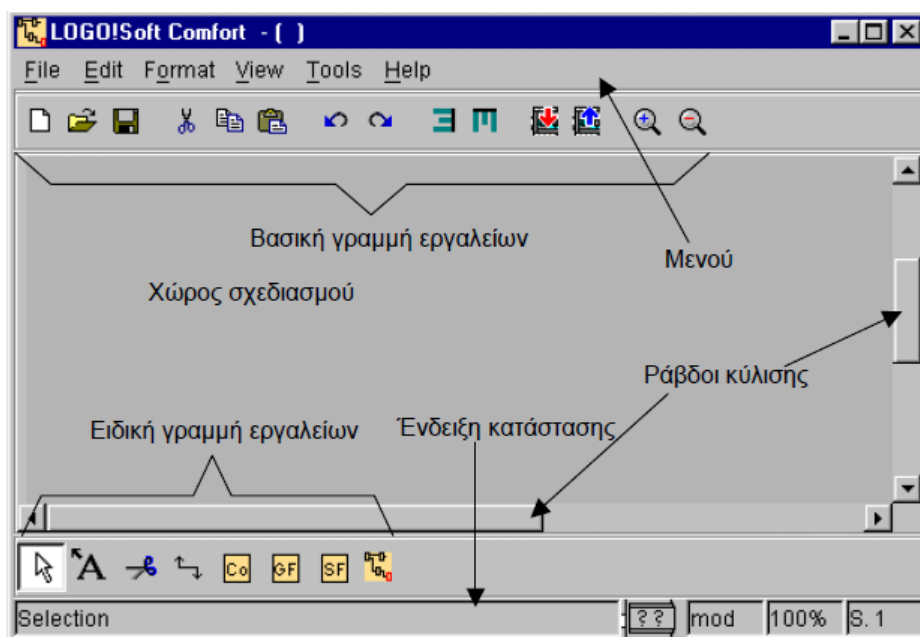 LOGO!Soft Comfort - ( )
File Edit Format View Tools Help
Βασική γραμμή εργαλείων
Μενού
Χώρος σχεδιασμού
Ράβδοι κύλισης
Ειδική γραμμή εργαλείων
Ένδειξη κατάστασης
A
Co GF SF
Selection ?? mod 100% S.1